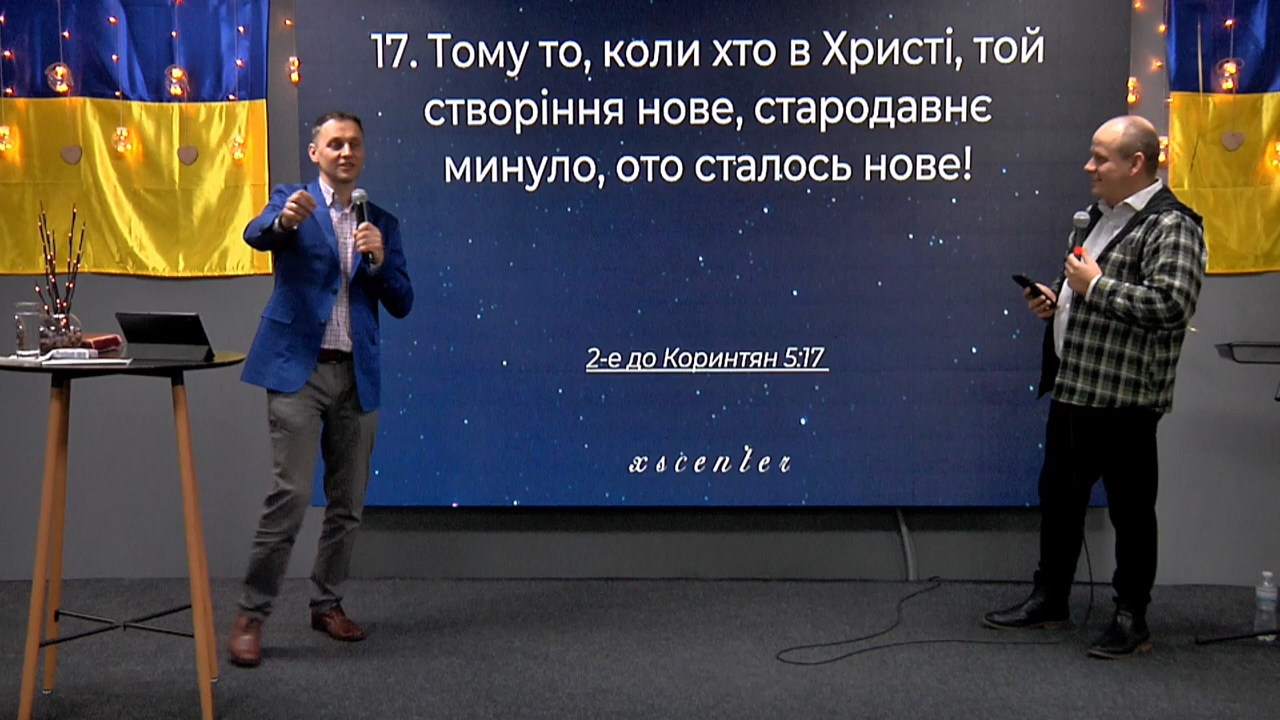 17. Тому то, коли хто в Христі, той
створіння нове, стародавнє
минуло, ото сталось нове!
2-е до Коринтян 5:17
xscenter